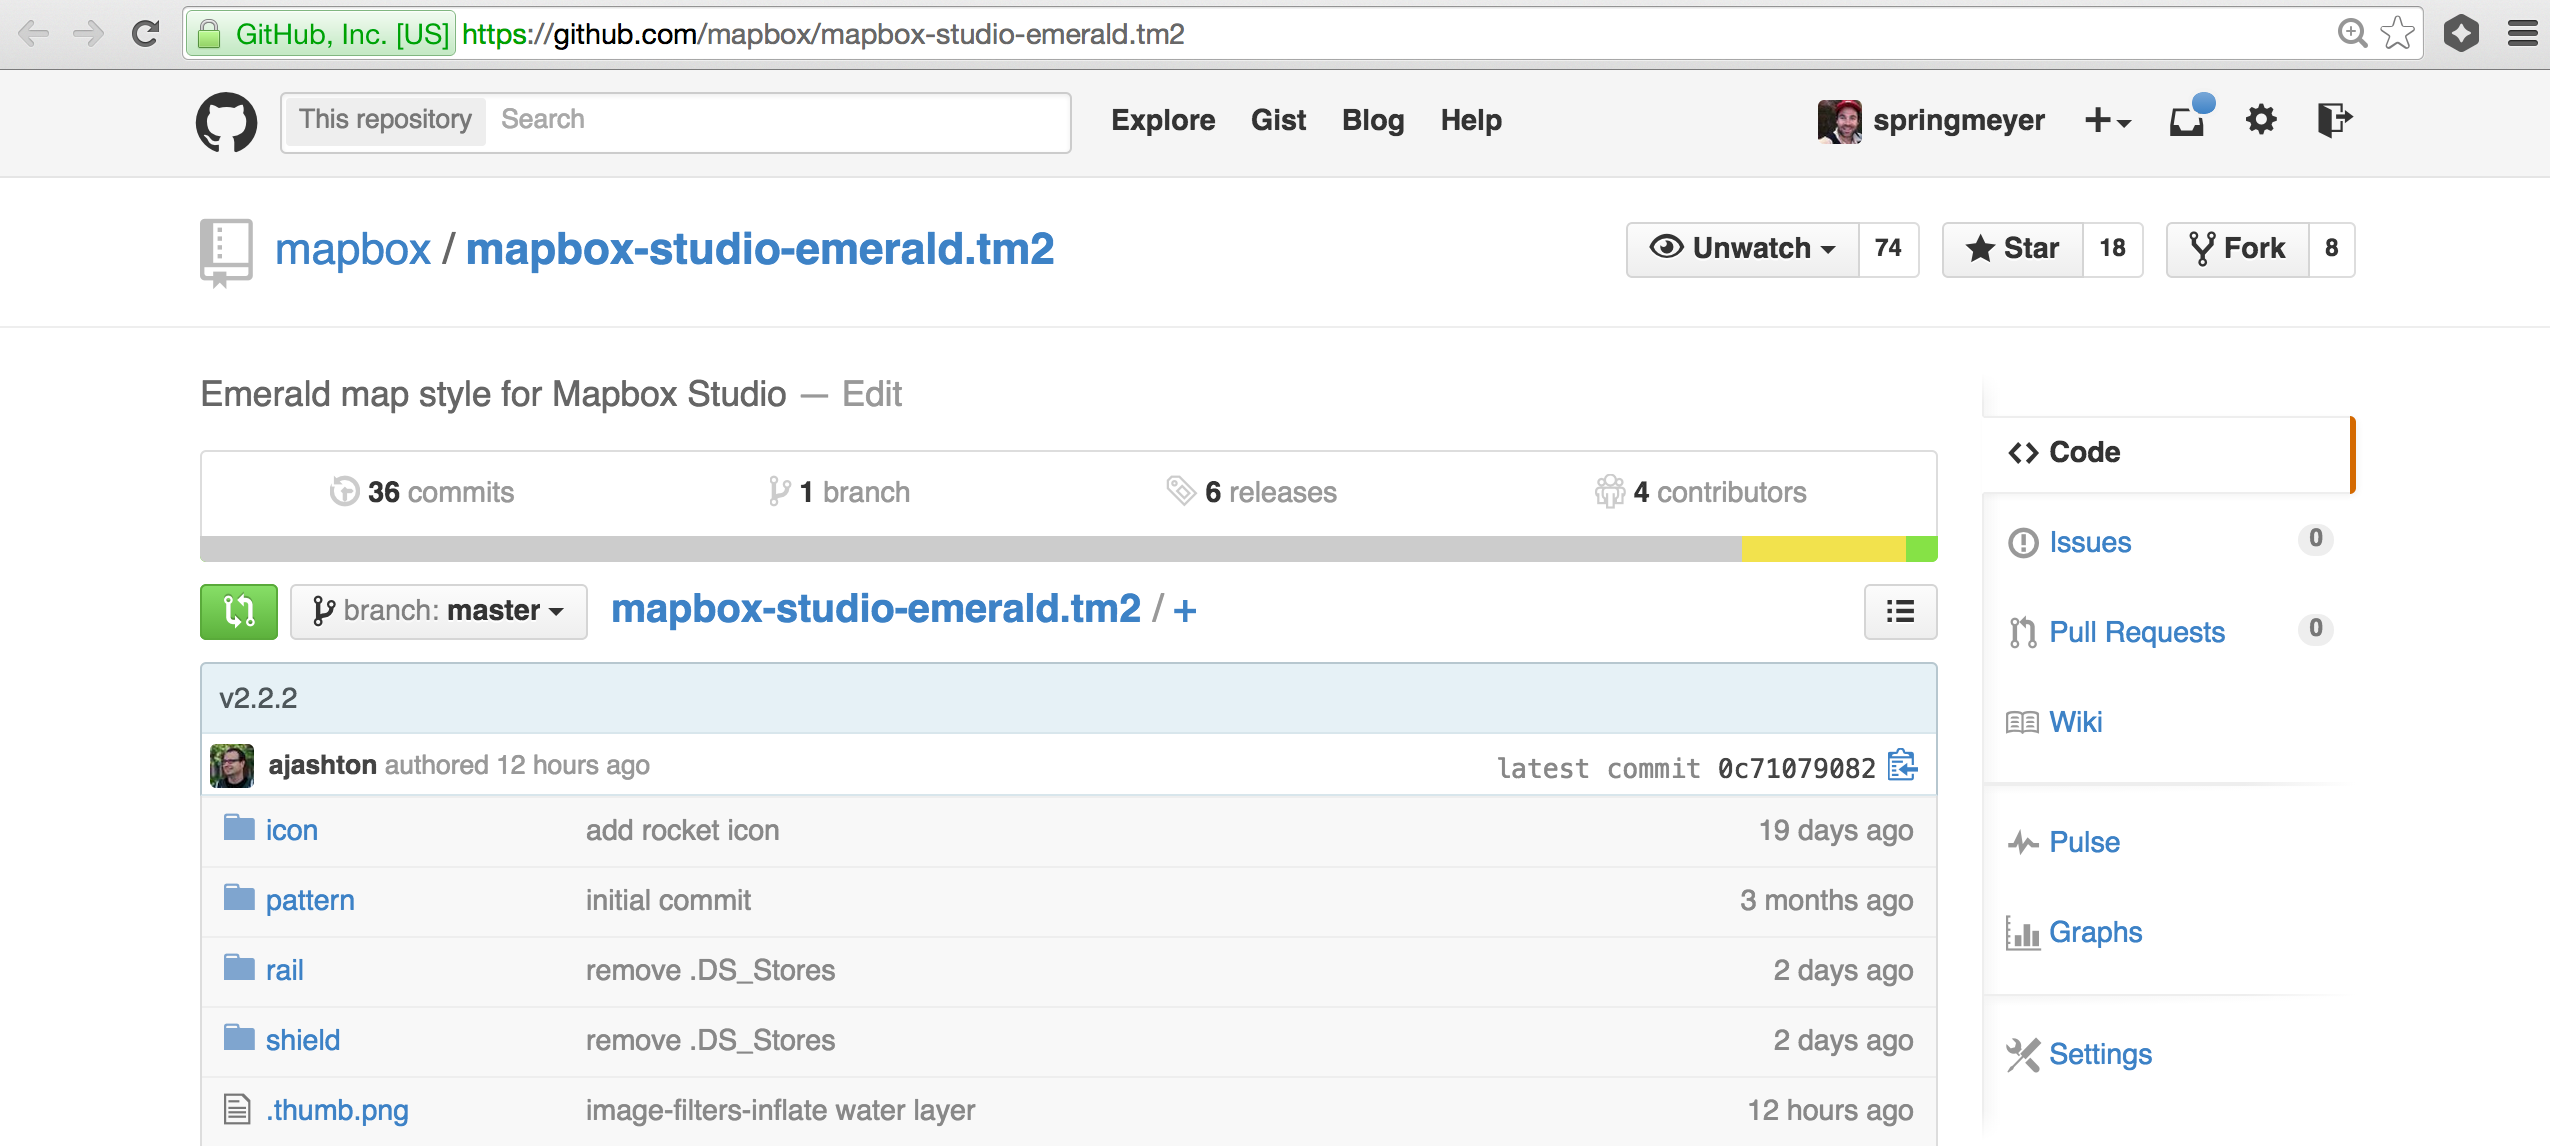 GitHub, Inc. [US] https://github.com/mapbox/mapbox-studio-emerald.tm2
This repository Search Explore Gist Blog Help springmeyer
mapbox / mapbox-studio-emerald.tm2 Unwatch 74 Star 18 Fork 8
Emerald map style for Mapbox Studio — Edit
36 commits 1 branch 6 releases 4 contributors
branch: master mapbox-studio-emerald.tm2 / +
v2.2.2
ajashton authored 12 hours ago latest commit 0c71079082
icon add rocket icon 19 days ago
pattern initial commit 3 months ago
rail remove .DS_Stores 2 days ago
shield remove .DS_Stores 2 days ago
.thumb.png image-filters-inflate water layer 12 hours ago
Code
Issues 0
Pull Requests 0
Wiki
Pulse
Graphs
Settings